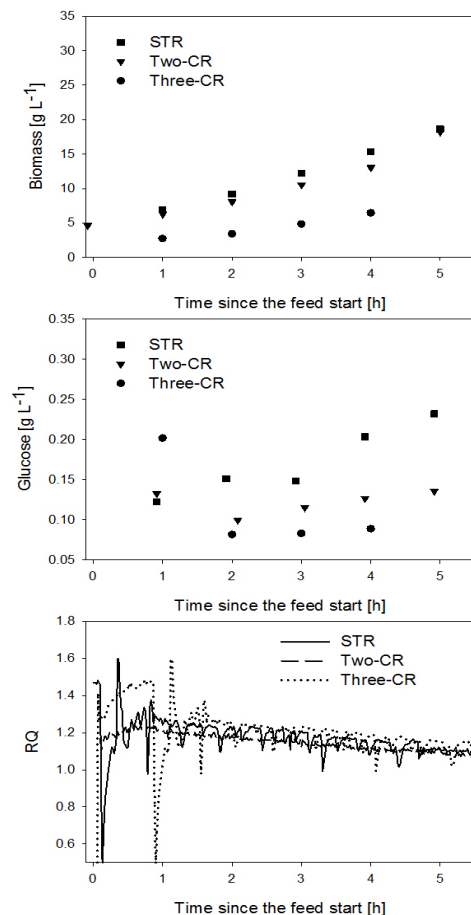 35
30
25
20
15
10
5
0
Biomass [g L-1]
STR
Two-CR
Three-CR
0 1 2 3 4 5
Time since the feed start [h]
0.35
0.30
0.25
0.20
0.15
0.10
0.05
Glucose [g L-1]
STR
Two-CR
Three-CR
0 1 2 3 4 5
Time since the feed start [h]
1.8
1.6
1.4
1.2
1.0
0.8
0.6
RQ
STR
Two-CR
Three-CR
0 1 2 3 4 5
Time since the feed start [h]